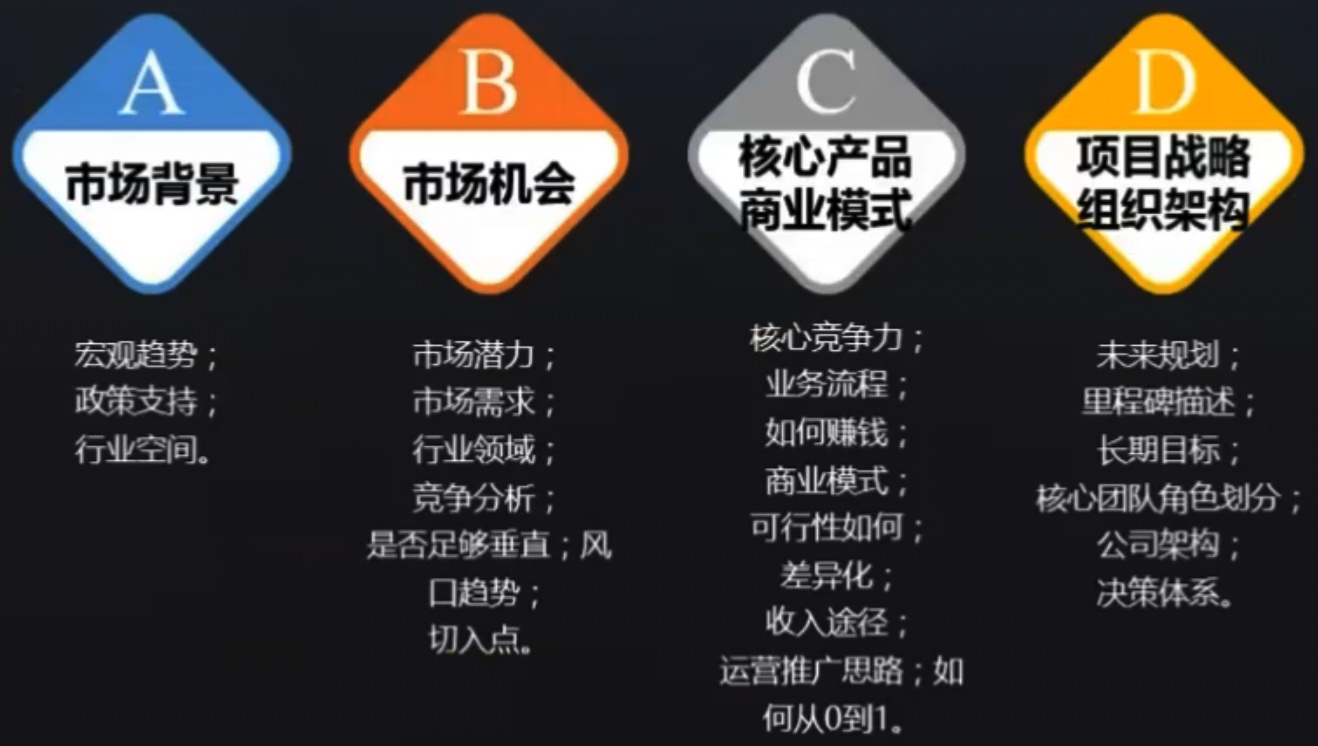 A
市场背景
宏观趋势；
政策支持；
行业空间。
B
市场机会
市场潜力；
市场需求；
行业领域；
竞争分析；
是否足够垂直；风
口趋势；
切入点。
C
核心产品
商业模式
核心竞争力；
业务流程；
如何赚钱；
商业模式；
可行性如何；
差异化；
收入途径；
运营推广思路；如
何从0到1。
D
项目战略
组织架构
未来规划；
里程碑描述；
长期目标；
核心团队角色划分；
公司架构；
决策体系。